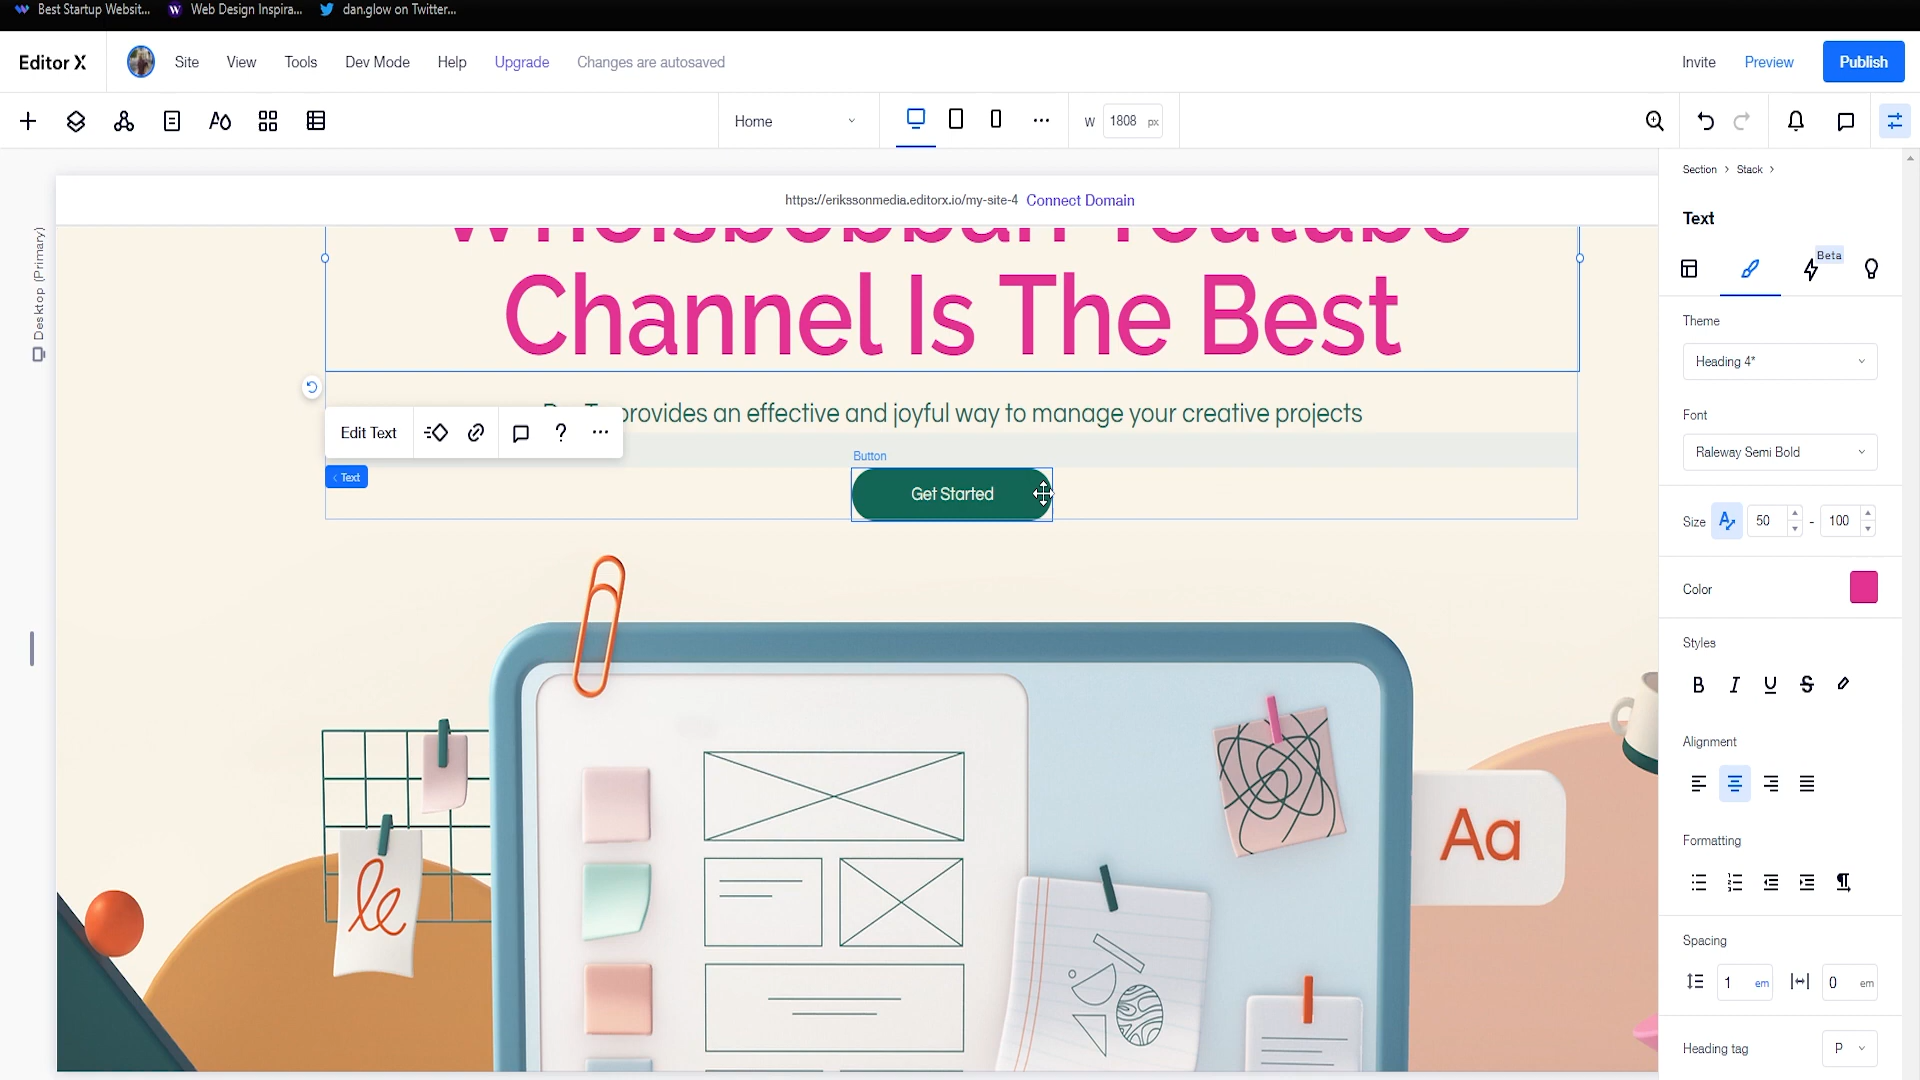 Best Startup Websit...
Web Design Inspira...
dan.glow on Twitter...
Editor X
Site
View
Tools
Dev Mode
Help
Upgrade
Changes are autosaved
Invite
Preview
Publish
Home
W 1808 px
https://erikssonmedia.editorx.io/my-site-4 Connect Domain
Desktop (Primary)
Whoisbobbari Youtube
Channel Is The Best
provides an effective and joyful way to manage your creative projects
Edit Text
?
Button
< Text
Get Started
Aa
Section > Stack >
Text
Beta
Theme
Heading 4*
Font
Raleway Semi Bold
Size 50 - 100
Color
Styles
B I U S
Alignment
Formatting
Spacing
1 em 0 em
Heading tag P